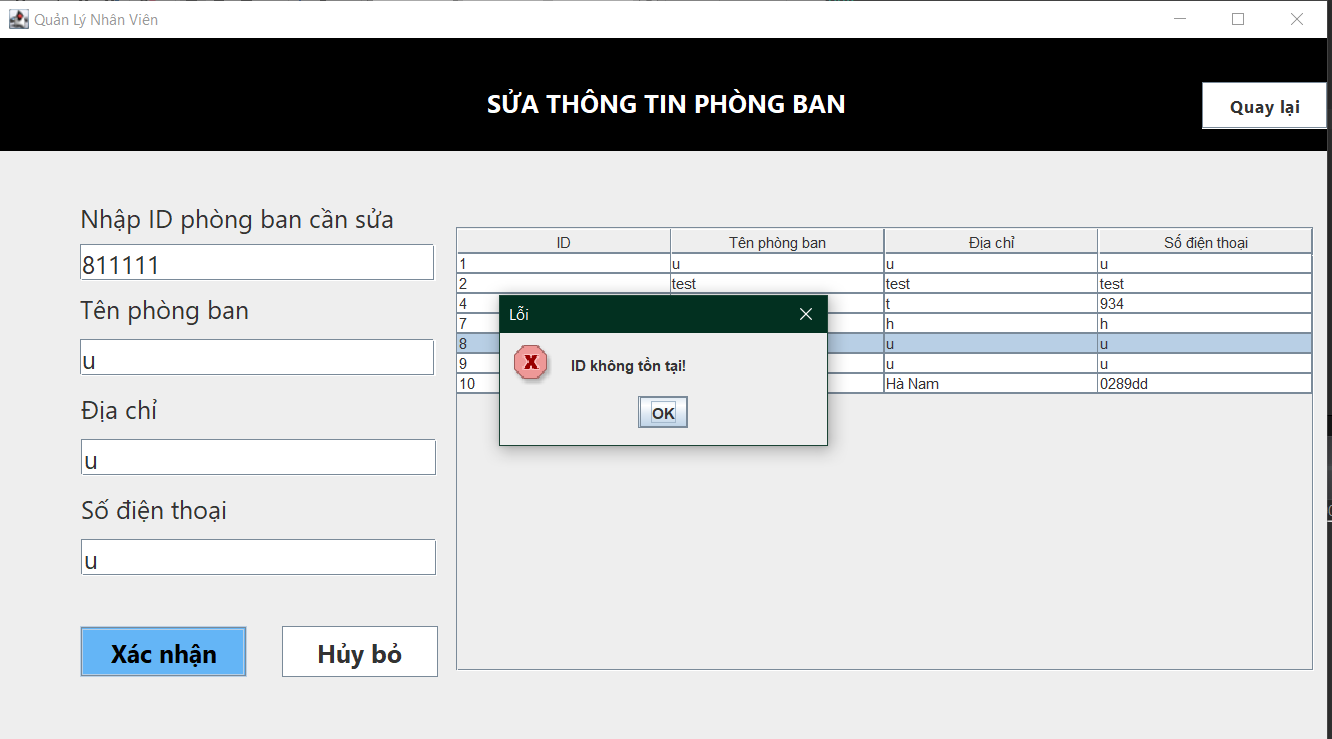 Quản Lý Nhân Viên
SỬA THÔNG TIN PHÒNG BAN
Quay lại
Nhập ID phòng ban cần sửa
811111
Tên phòng ban
u
Địa chỉ
u
Số điện thoại
u
Xác nhận Hủy bỏ
ID Tên phòng ban Địa chỉ Số điện thoại
1 u u u
2 test test test
4 t 934
7 h h
8 u u
9 u u
10 Hà Nam 0289dd
Lỗi
X
ID không tồn tại!
OK